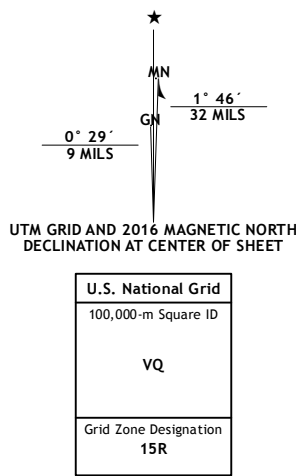 MN
GN
1° 46´
32 MILS
0° 29´
9 MILS
UTM GRID AND 2016 MAGNETIC NORTH
DECLINATION AT CENTER OF SHEET
U.S. National Grid
100,000-m Square ID
VQ
Grid Zone Designation
15R